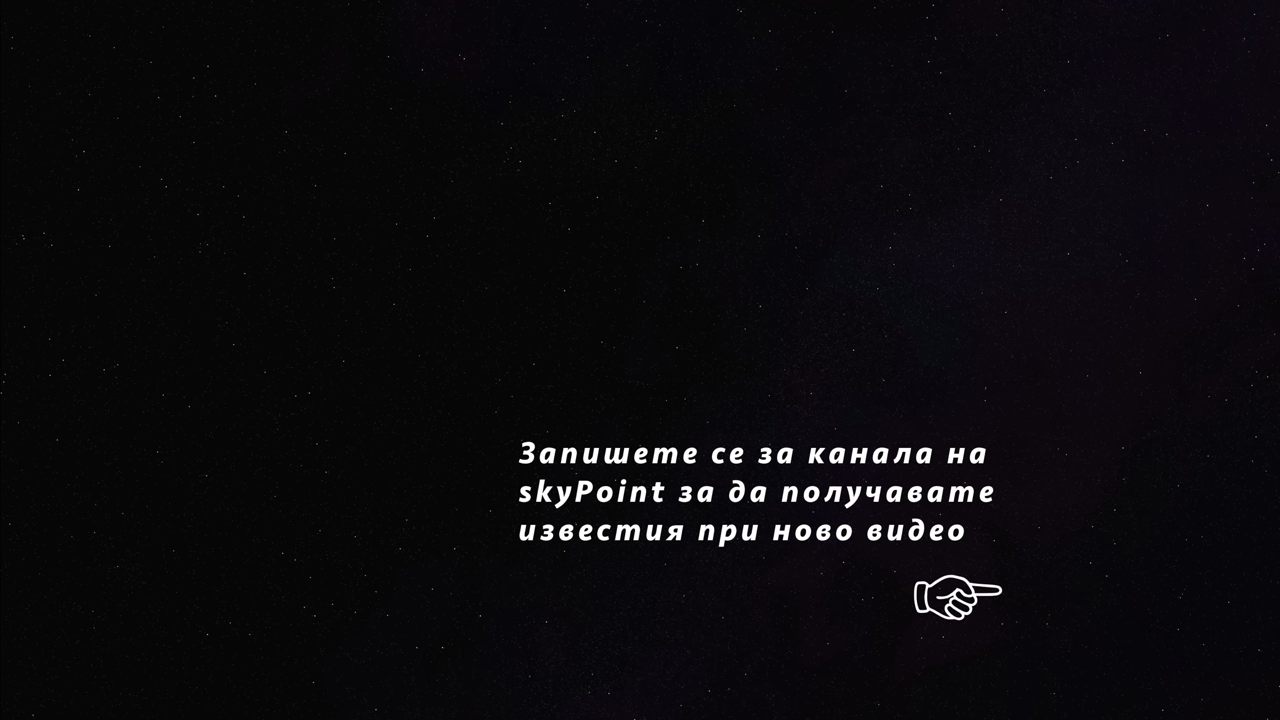 Запишете се за канала на
skyPoint за да получавате
известия при ново видео